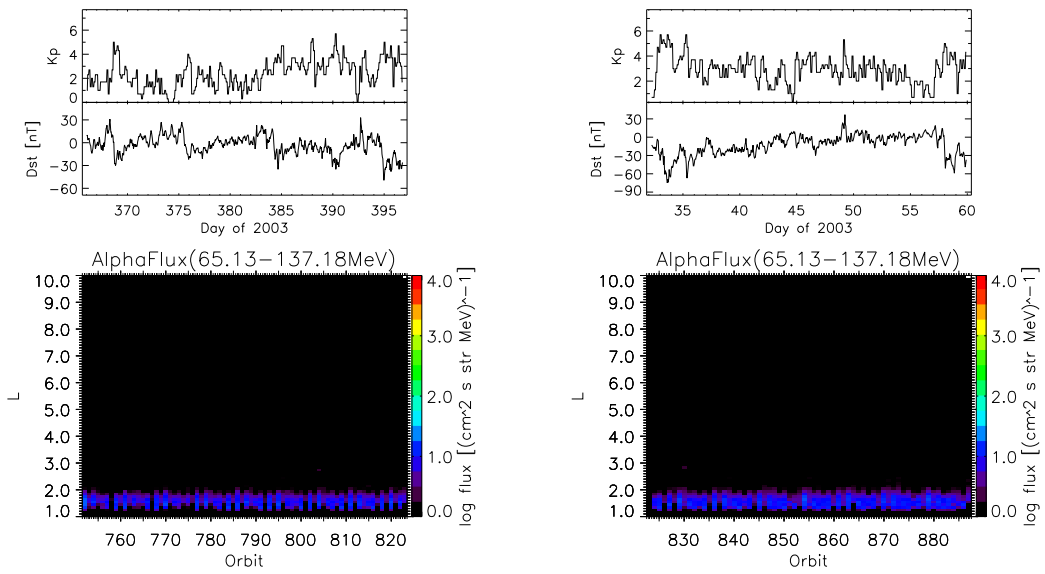 6
4
2
0
Kp
30
0
−30
−60
Dst [nT]
370 375 380 385 390 395
Day of 2003
AlphaFlux(65.13−137.18MeV)
10.0
9.0
8.0
7.0
6.0
5.0
4.0
3.0
2.0
1.0
L
760 770 780 790 800 810 820
Orbit
4.0
3.0
2.0
1.0
0.0
log flux [(cm^2 s str MeV)^−1]
6
4
2
Kp
30
0
−30
−60
−90
Dst [nT]
35 40 45 50 55 60
Day of 2003
AlphaFlux(65.13−137.18MeV)
10.0
9.0
8.0
7.0
6.0
5.0
4.0
3.0
2.0
1.0
L
830 840 850 860 870 880
Orbit
4.0
3.0
2.0
1.0
0.0
log flux [(cm^2 s str MeV)^−1]